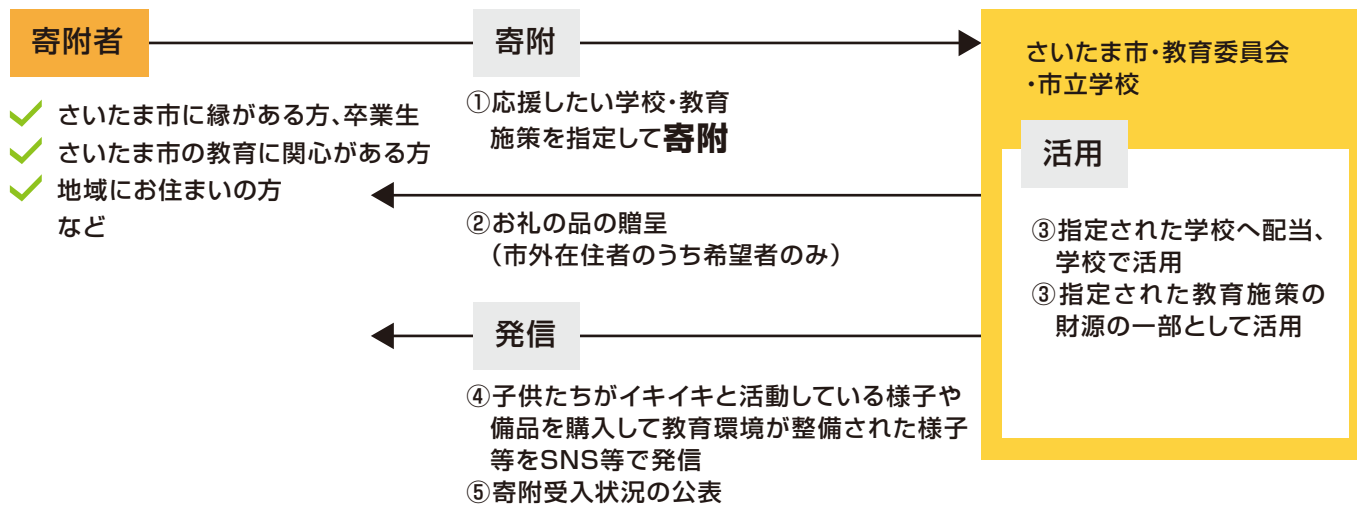 寄附者
さいたま市に縁がある方、卒業生
さいたま市の教育に関心がある方
地域にお住まいの方
など
寄附
①応援したい学校・教育
施策を指定して寄附
②お礼の品の贈呈
(市外在住者のうち希望者のみ)
発信
④子供たちがイキイキと活動している様子や
備品を購入して教育環境が整備された様子
等をSNS等で発信
⑤寄附受入状況の公表
さいたま市・教育委員会
・市立学校
活用
③指定された学校へ配当、
学校で活用
③指定された教育施策の
財源の一部として活用